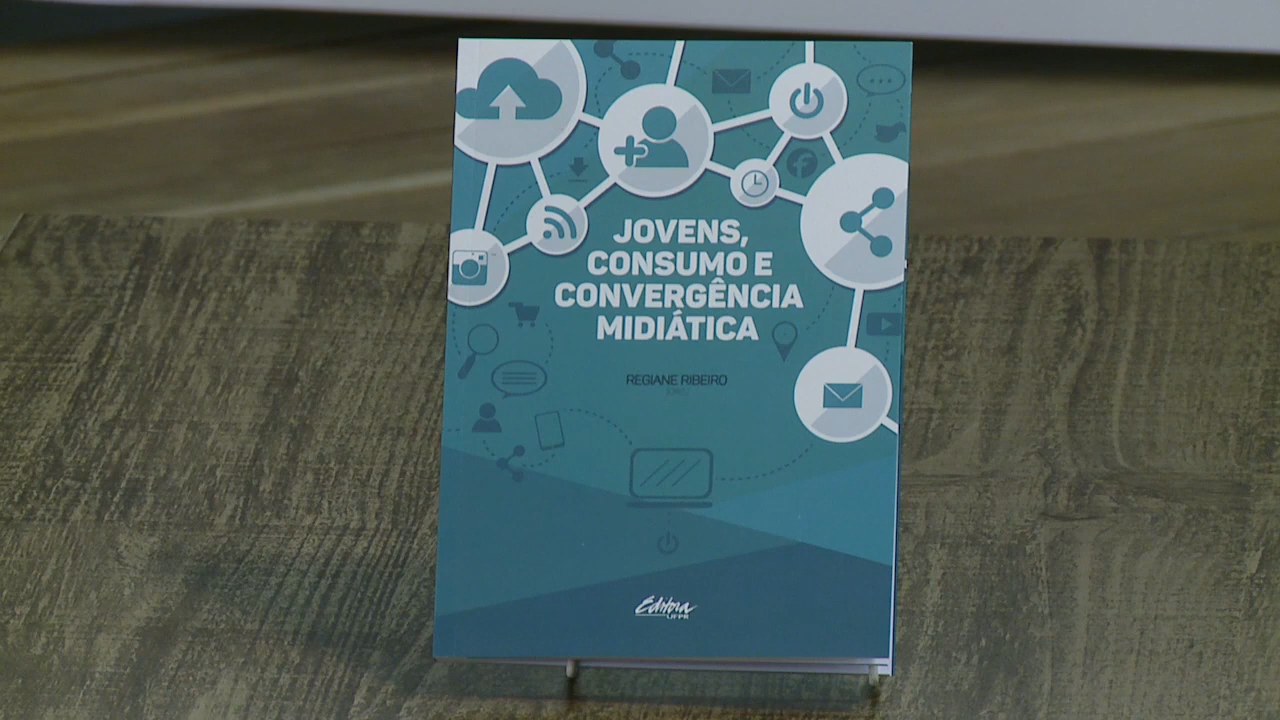 JOVENS,
CONSUMO E
CONVERGÊNCIA
MIDIÁTICA
REGIANE RIBEIRO
Editora
UFPR